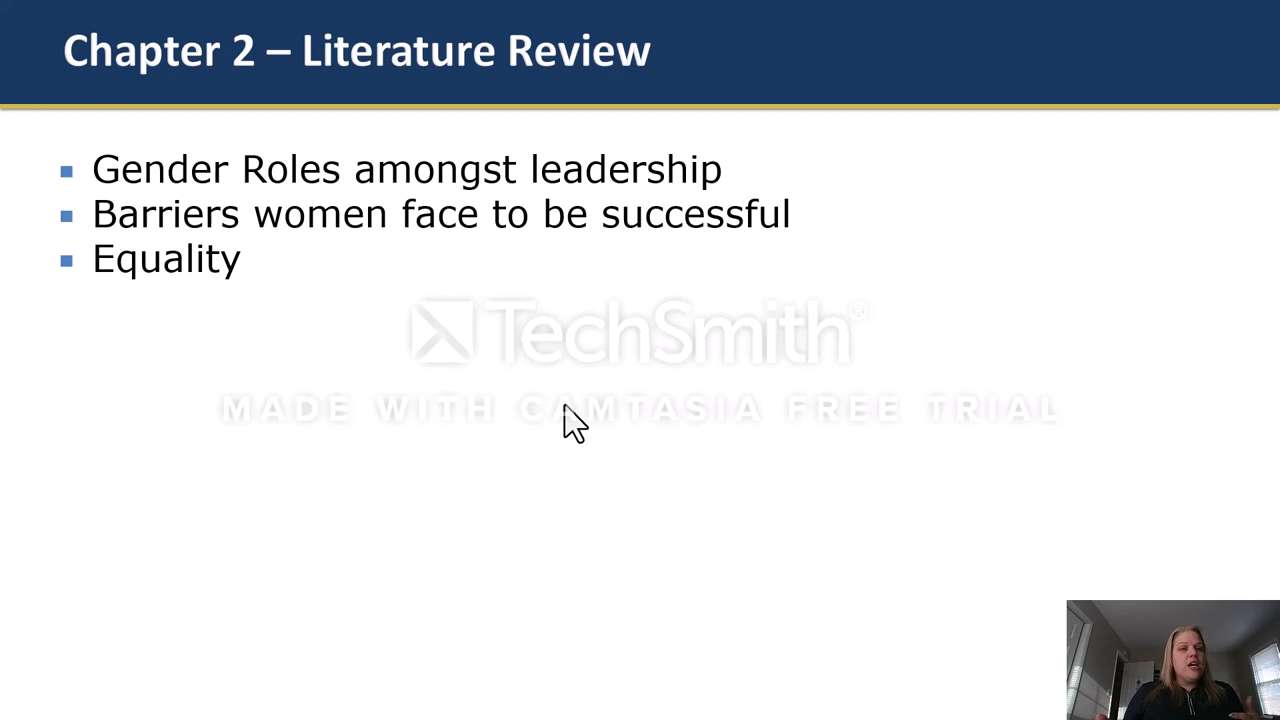 Chapter 2 – Literature Review
Gender Roles amongst leadership
Barriers women face to be successful
Equality
TechSmith®
MADE WITH CAMTASIA FREE TRIAL